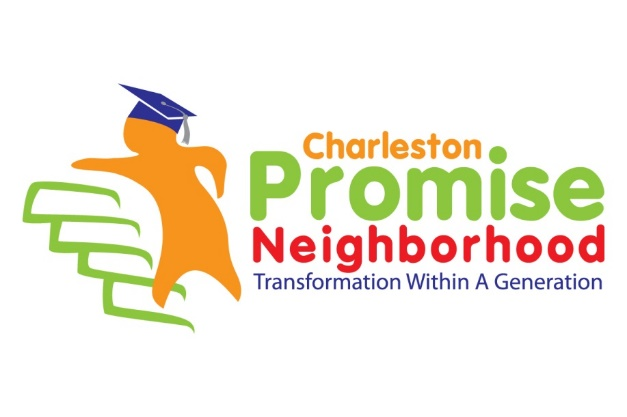 Charleston
Promise
Neighborhood
Transformation Within A Generation